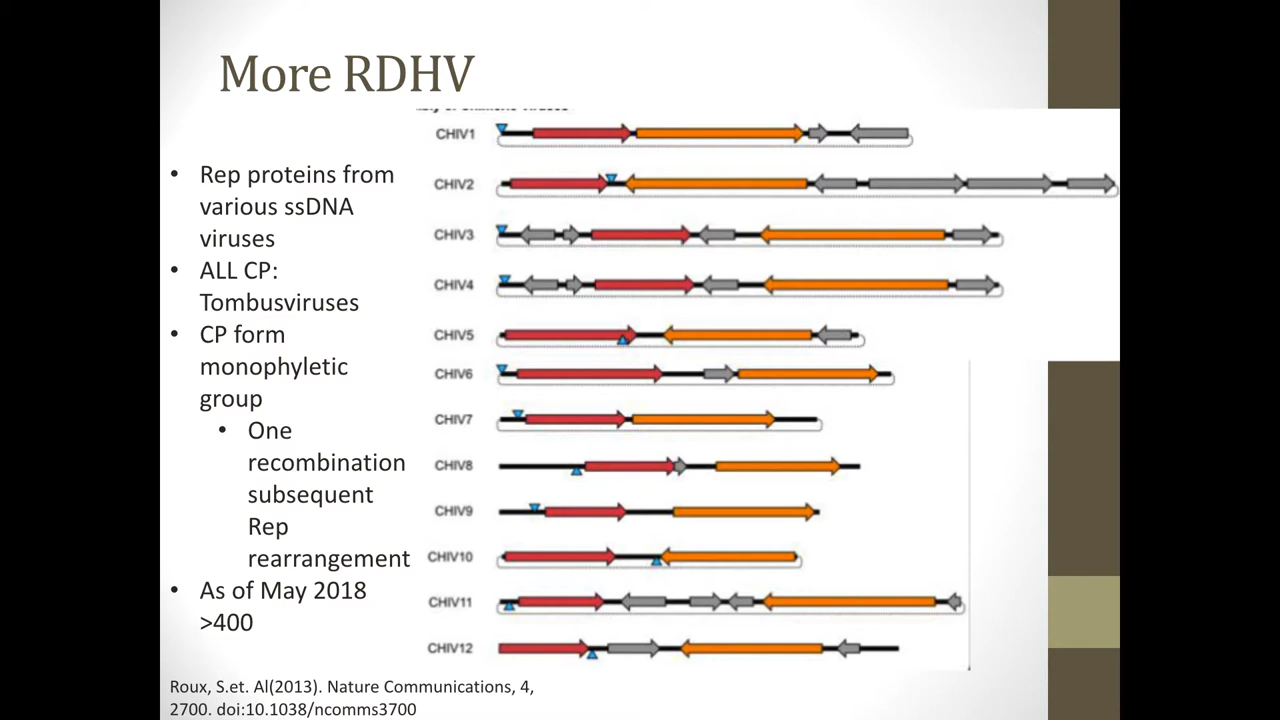 More RDHV
• Rep proteins from
various ssDNA
viruses
• ALL CP:
Tombusviruses
• CP form
monophyletic
group
• One
recombination
subsequent
Rep
rearrangement
• As of May 2018
>400
CHIV1
CHIV2
CHIV3
CHIV4
CHIV5
CHIV6
CHIV7
CHIV8
CHIV9
CHIV10
CHIV11
CHIV12
Roux, S.et. Al(2013). Nature Communications, 4,
2700. doi:10.1038/ncomms3700